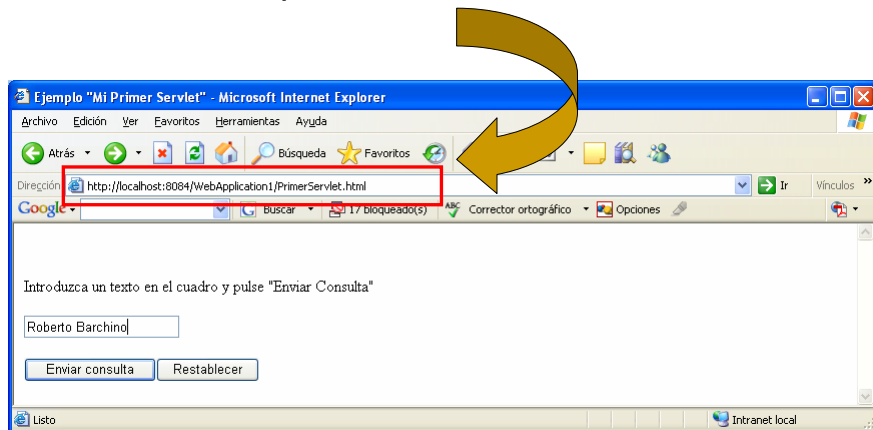 Ejemplo "Mi Primer Servlet" - Microsoft Internet Explorer
Archivo Edición Ver Favoritos Herramientas Ayuda
Atrás Búsqueda Favoritos
Dirección http://localhost:8084/WebApplication1/PrimerServlet.html Ir Vínculos »
Google Buscar 17 bloqueado(s) ABC Corrector ortográfico Opciones
Introduzca un texto en el cuadro y pulse "Enviar Consulta"
Roberto Barchino
Enviar consulta Restablecer
Listo Intranet local